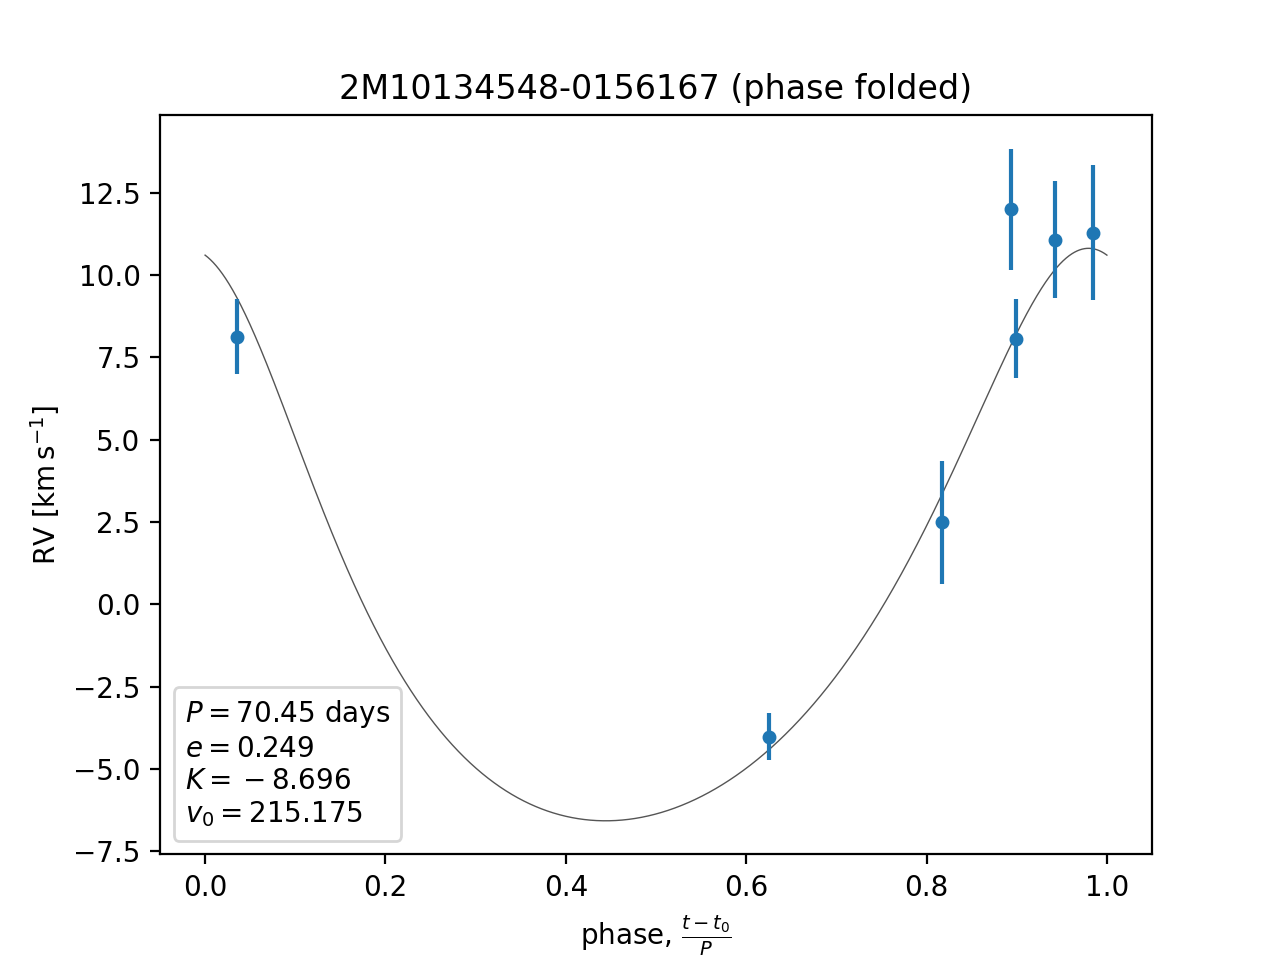 2M10134548-0156167 (phase folded)
12.5
10.0
7.5
5.0
2.5
0.0
−2.5
−5.0
−7.5
RV [km s⁻¹]
P = 70.45 days
e = 0.249
K = − 8.696
v₀ = 215.175
0.0 0.2 0.4 0.6 0.8 1.0
phase, (t − t₀)/P